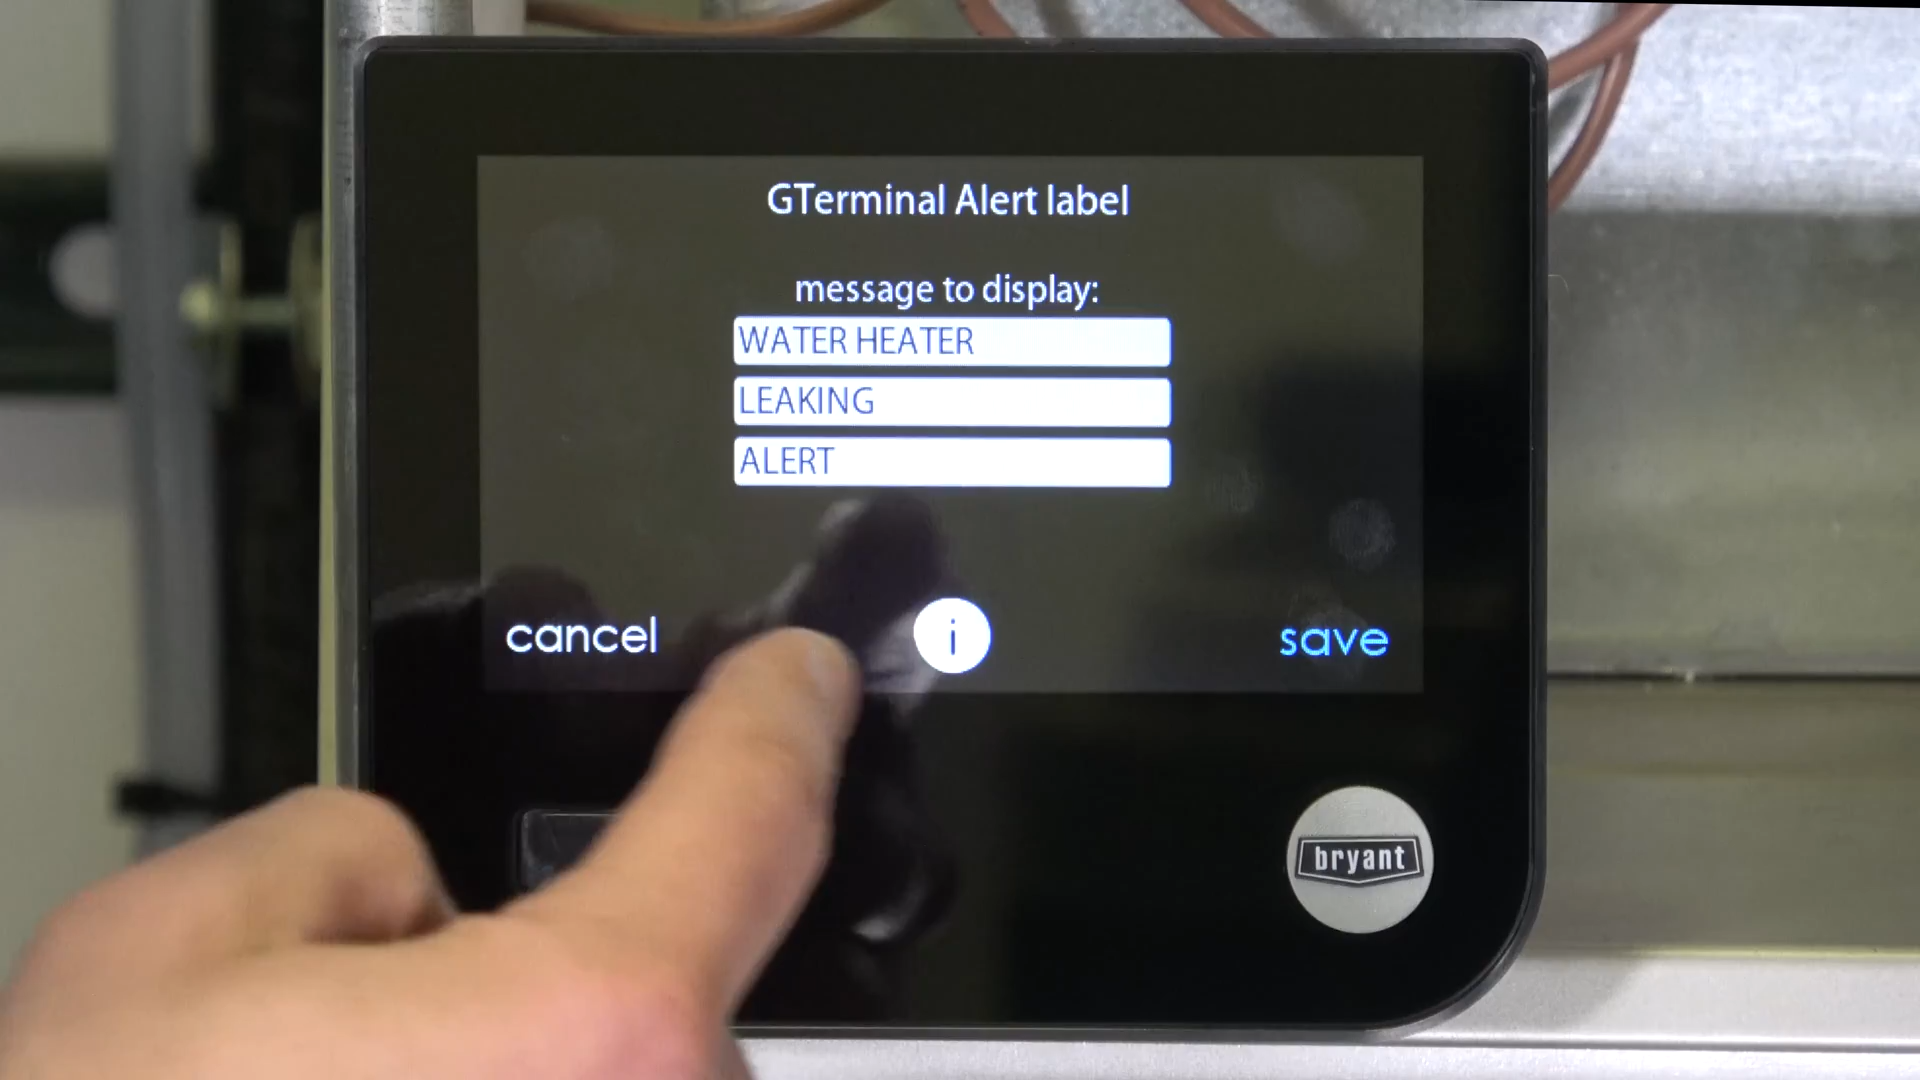 GTerminal Alert label
message to display:
WATER HEATER
LEAKING
ALERT
cancel
i
save
bryant